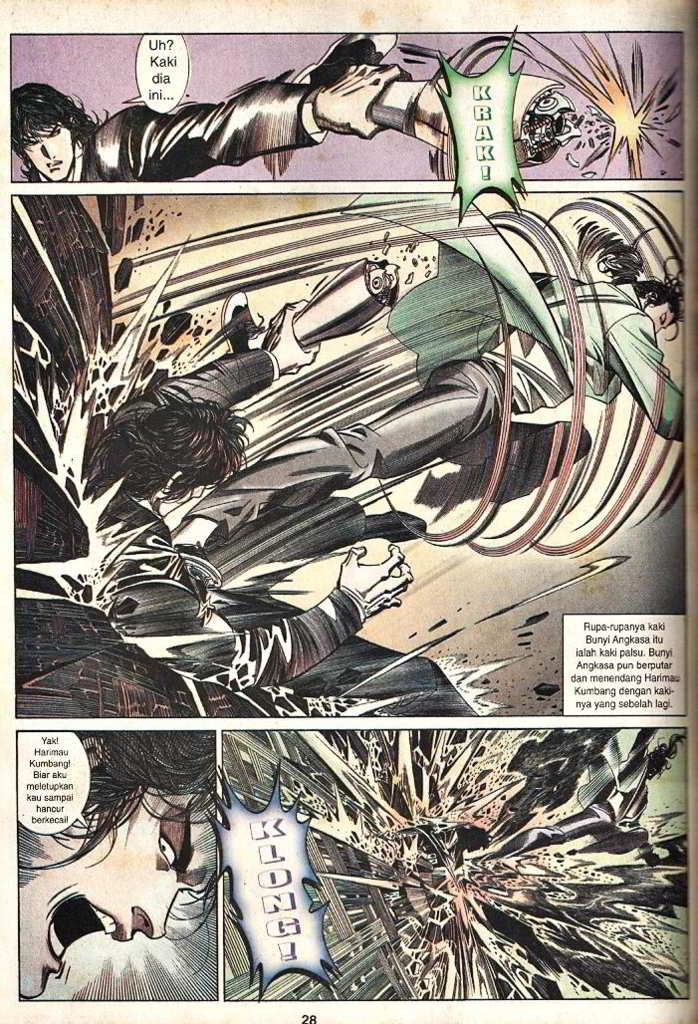 Uh?
Kaki
dia
ini...
KRAK!
Rupa-rupanya kaki
Bunyi Angkasa itu
ialah kaki palsu. Bunyi
Angkasa pun berputar
dan menendang Harimau
Kumbang dengan kaki-
nya yang sebelah lagi.
Yak!
Harimau
Kumbang!
Biar aku
meletupkan
kau sampai
hancur
berkecai!
KLONG!
28